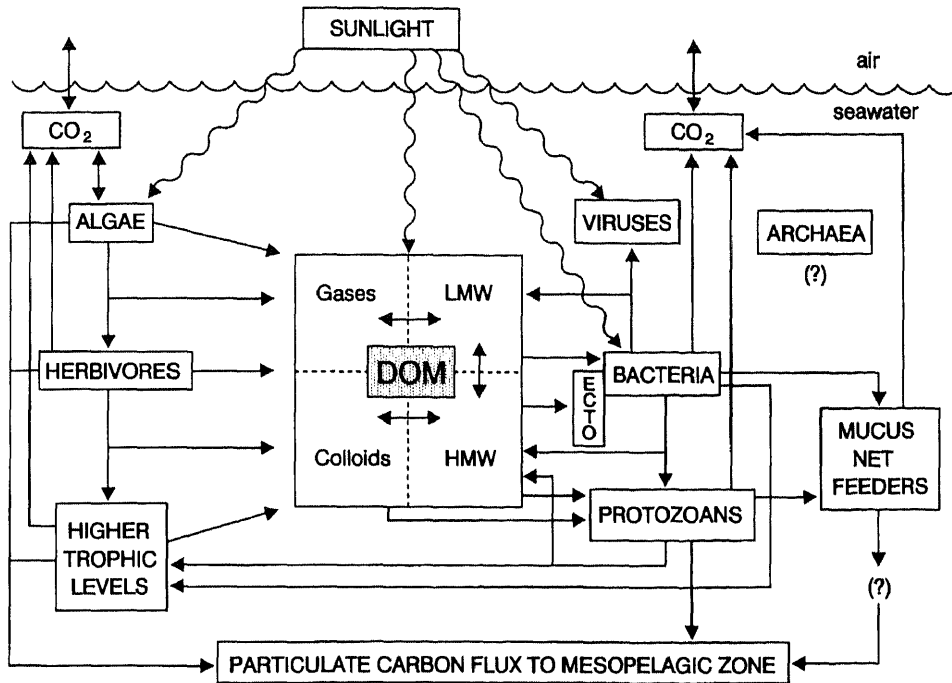 SUNLIGHT
air
seawater
CO₂
CO₂
ALGAE
VIRUSES
ARCHAEA
(?)
Gases
LMW
HERBIVORES
DOM
BACTERIA
ECTO
Colloids
HMW
MUCUS
NET
FEEDERS
HIGHER
TROPHIC
LEVELS
PROTOZOANS
(?)
PARTICULATE CARBON FLUX TO MESOPELAGIC ZONE